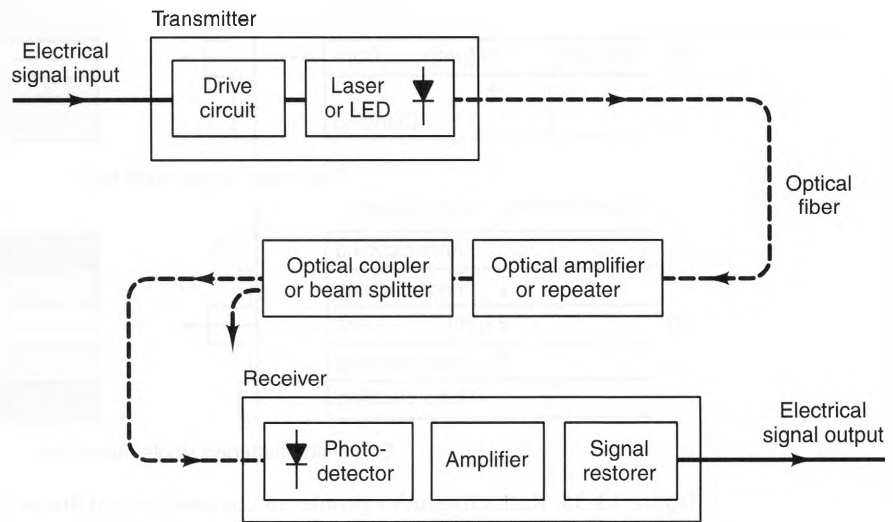 Transmitter
Electrical
signal input
Drive
circuit
Laser
or LED
Optical
fiber
Optical coupler
or beam splitter
Optical amplifier
or repeater
Receiver
Photo-
detector
Amplifier
Signal
restorer
Electrical
signal output